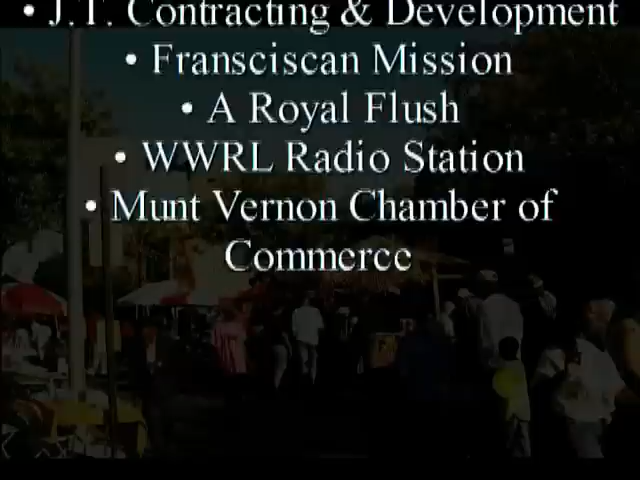 • J.T. Contracting & Development
• Fransciscan Mission
• A Royal Flush
• WWRL Radio Station
• Munt Vernon Chamber of
Commerce